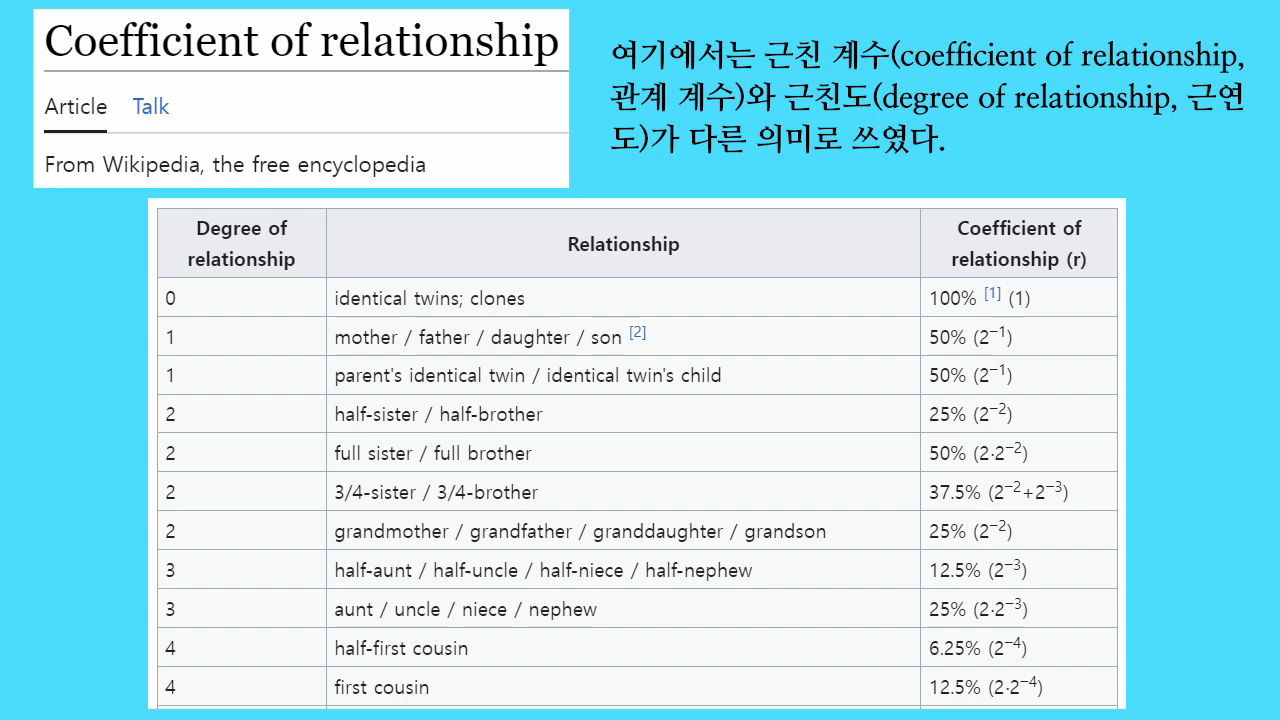 Coefficient of relationship
Article Talk
From Wikipedia, the free encyclopedia
여기에서는 근친 계수(coefficient of relationship,
관계 계수)와 근친도(degree of relationship, 근연
도)가 다른 의미로 쓰였다.
Degree of relationship Relationship Coefficient of relationship (r)
0 identical twins; clones 100% [1] (1)
1 mother / father / daughter / son [2] 50% (2⁻¹)
1 parent's identical twin / identical twin's child 50% (2⁻¹)
2 half-sister / half-brother 25% (2⁻²)
2 full sister / full brother 50% (2·2⁻²)
2 3/4-sister / 3/4-brother 37.5% (2⁻²+2⁻³)
2 grandmother / grandfather / granddaughter / grandson 25% (2⁻²)
3 half-aunt / half-uncle / half-niece / half-nephew 12.5% (2⁻³)
3 aunt / uncle / niece / nephew 25% (2·2⁻³)
4 half-first cousin 6.25% (2⁻⁴)
4 first cousin 12.5% (2·2⁻⁴)